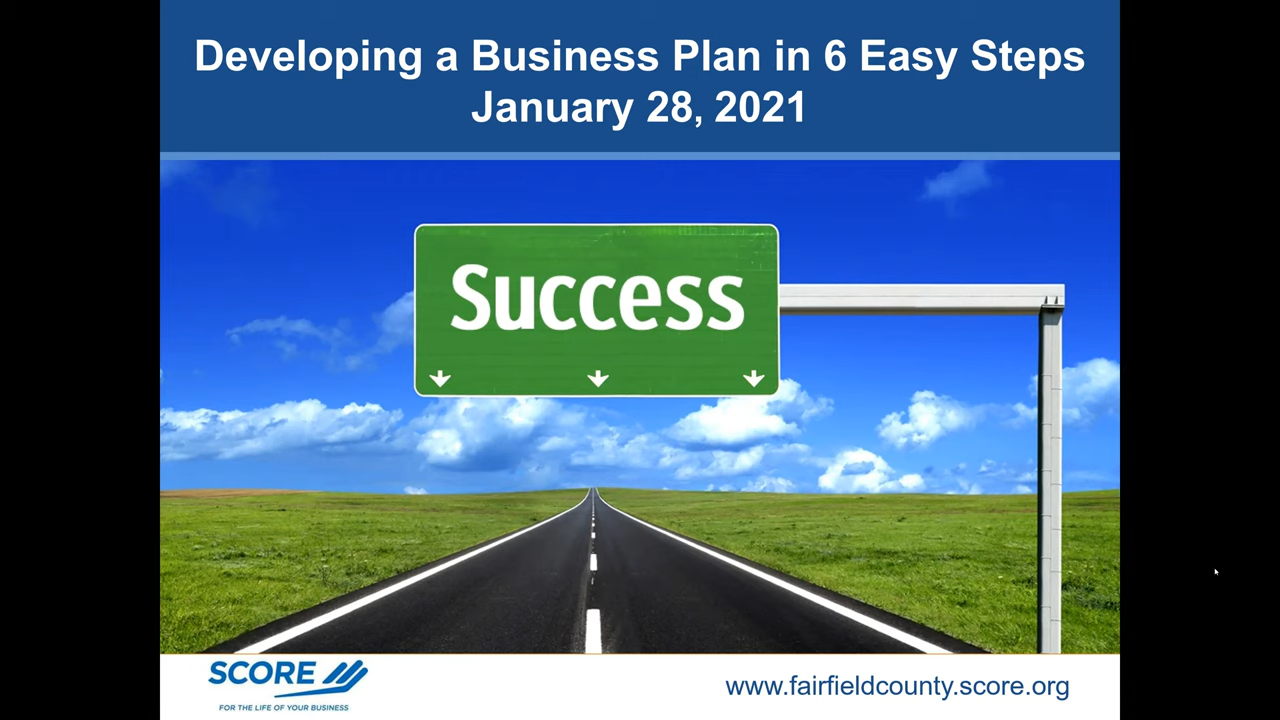 Developing a Business Plan in 6 Easy Steps
January 28, 2021
Success
SCORE
FOR THE LIFE OF YOUR BUSINESS
www.fairfieldcounty.score.org